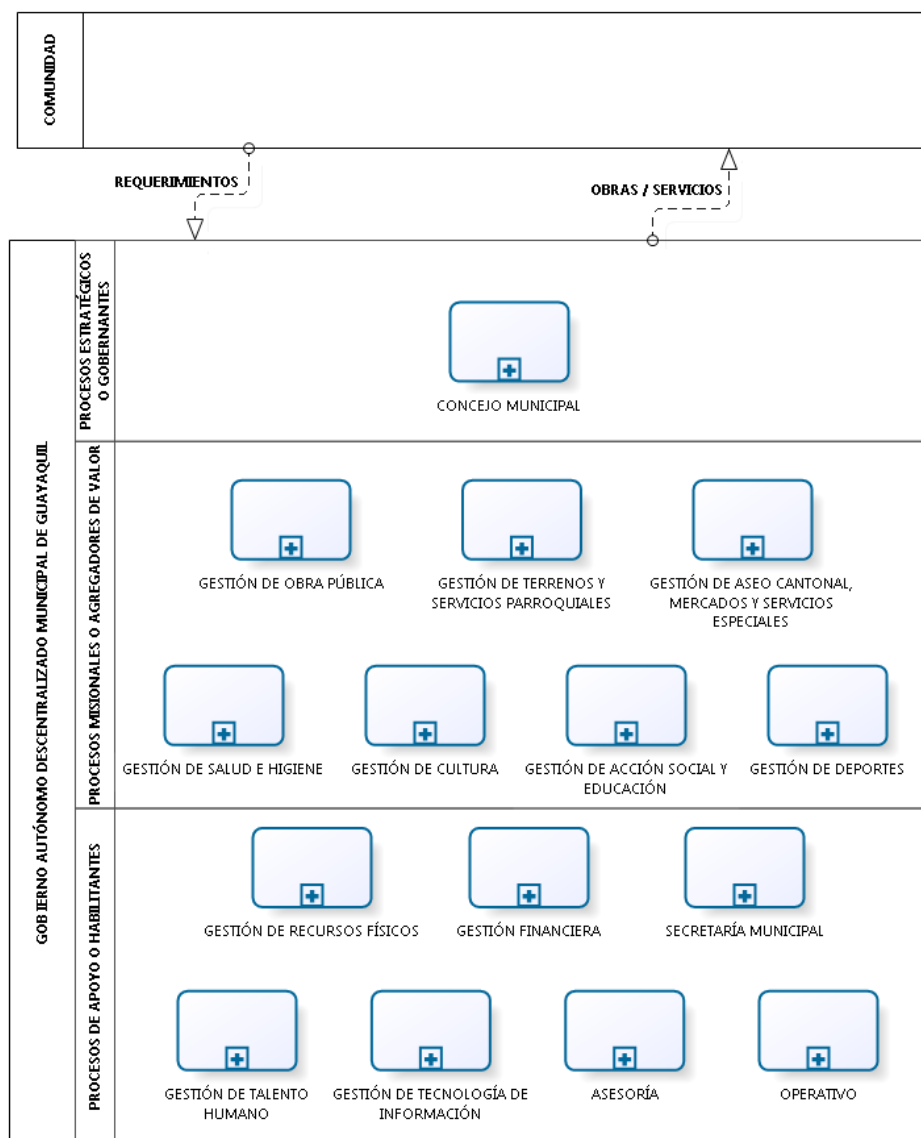 COMUNIDAD
REQUERIMIENTOS
OBRAS / SERVICIOS
GOBIERNO AUTÓNOMO DESCENTRALIZADO MUNICIPAL DE GUAYAQUIL
PROCESOS ESTRATÉGICOS
O GOBERNANTES
CONCEJO MUNICIPAL
PROCESOS MISIONALES O AGREGADORES DE VALOR
GESTIÓN DE OBRA PÚBLICA
GESTIÓN DE TERRENOS Y
SERVICIOS PARROQUIALES
GESTIÓN DE ASEO CANTONAL,
MERCADOS Y SERVICIOS
ESPECIALES
GESTIÓN DE SALUD E HIGIENE
GESTIÓN DE CULTURA
GESTIÓN DE ACCIÓN SOCIAL Y
EDUCACIÓN
GESTIÓN DE DEPORTES
PROCESOS DE APOYO O HABILITANTES
GESTIÓN DE RECURSOS FÍSICOS
GESTIÓN FINANCIERA
SECRETARÍA MUNICIPAL
GESTIÓN DE TALENTO
HUMANO
GESTIÓN DE TECNOLOGÍA DE
INFORMACIÓN
ASESORÍA
OPERATIVO